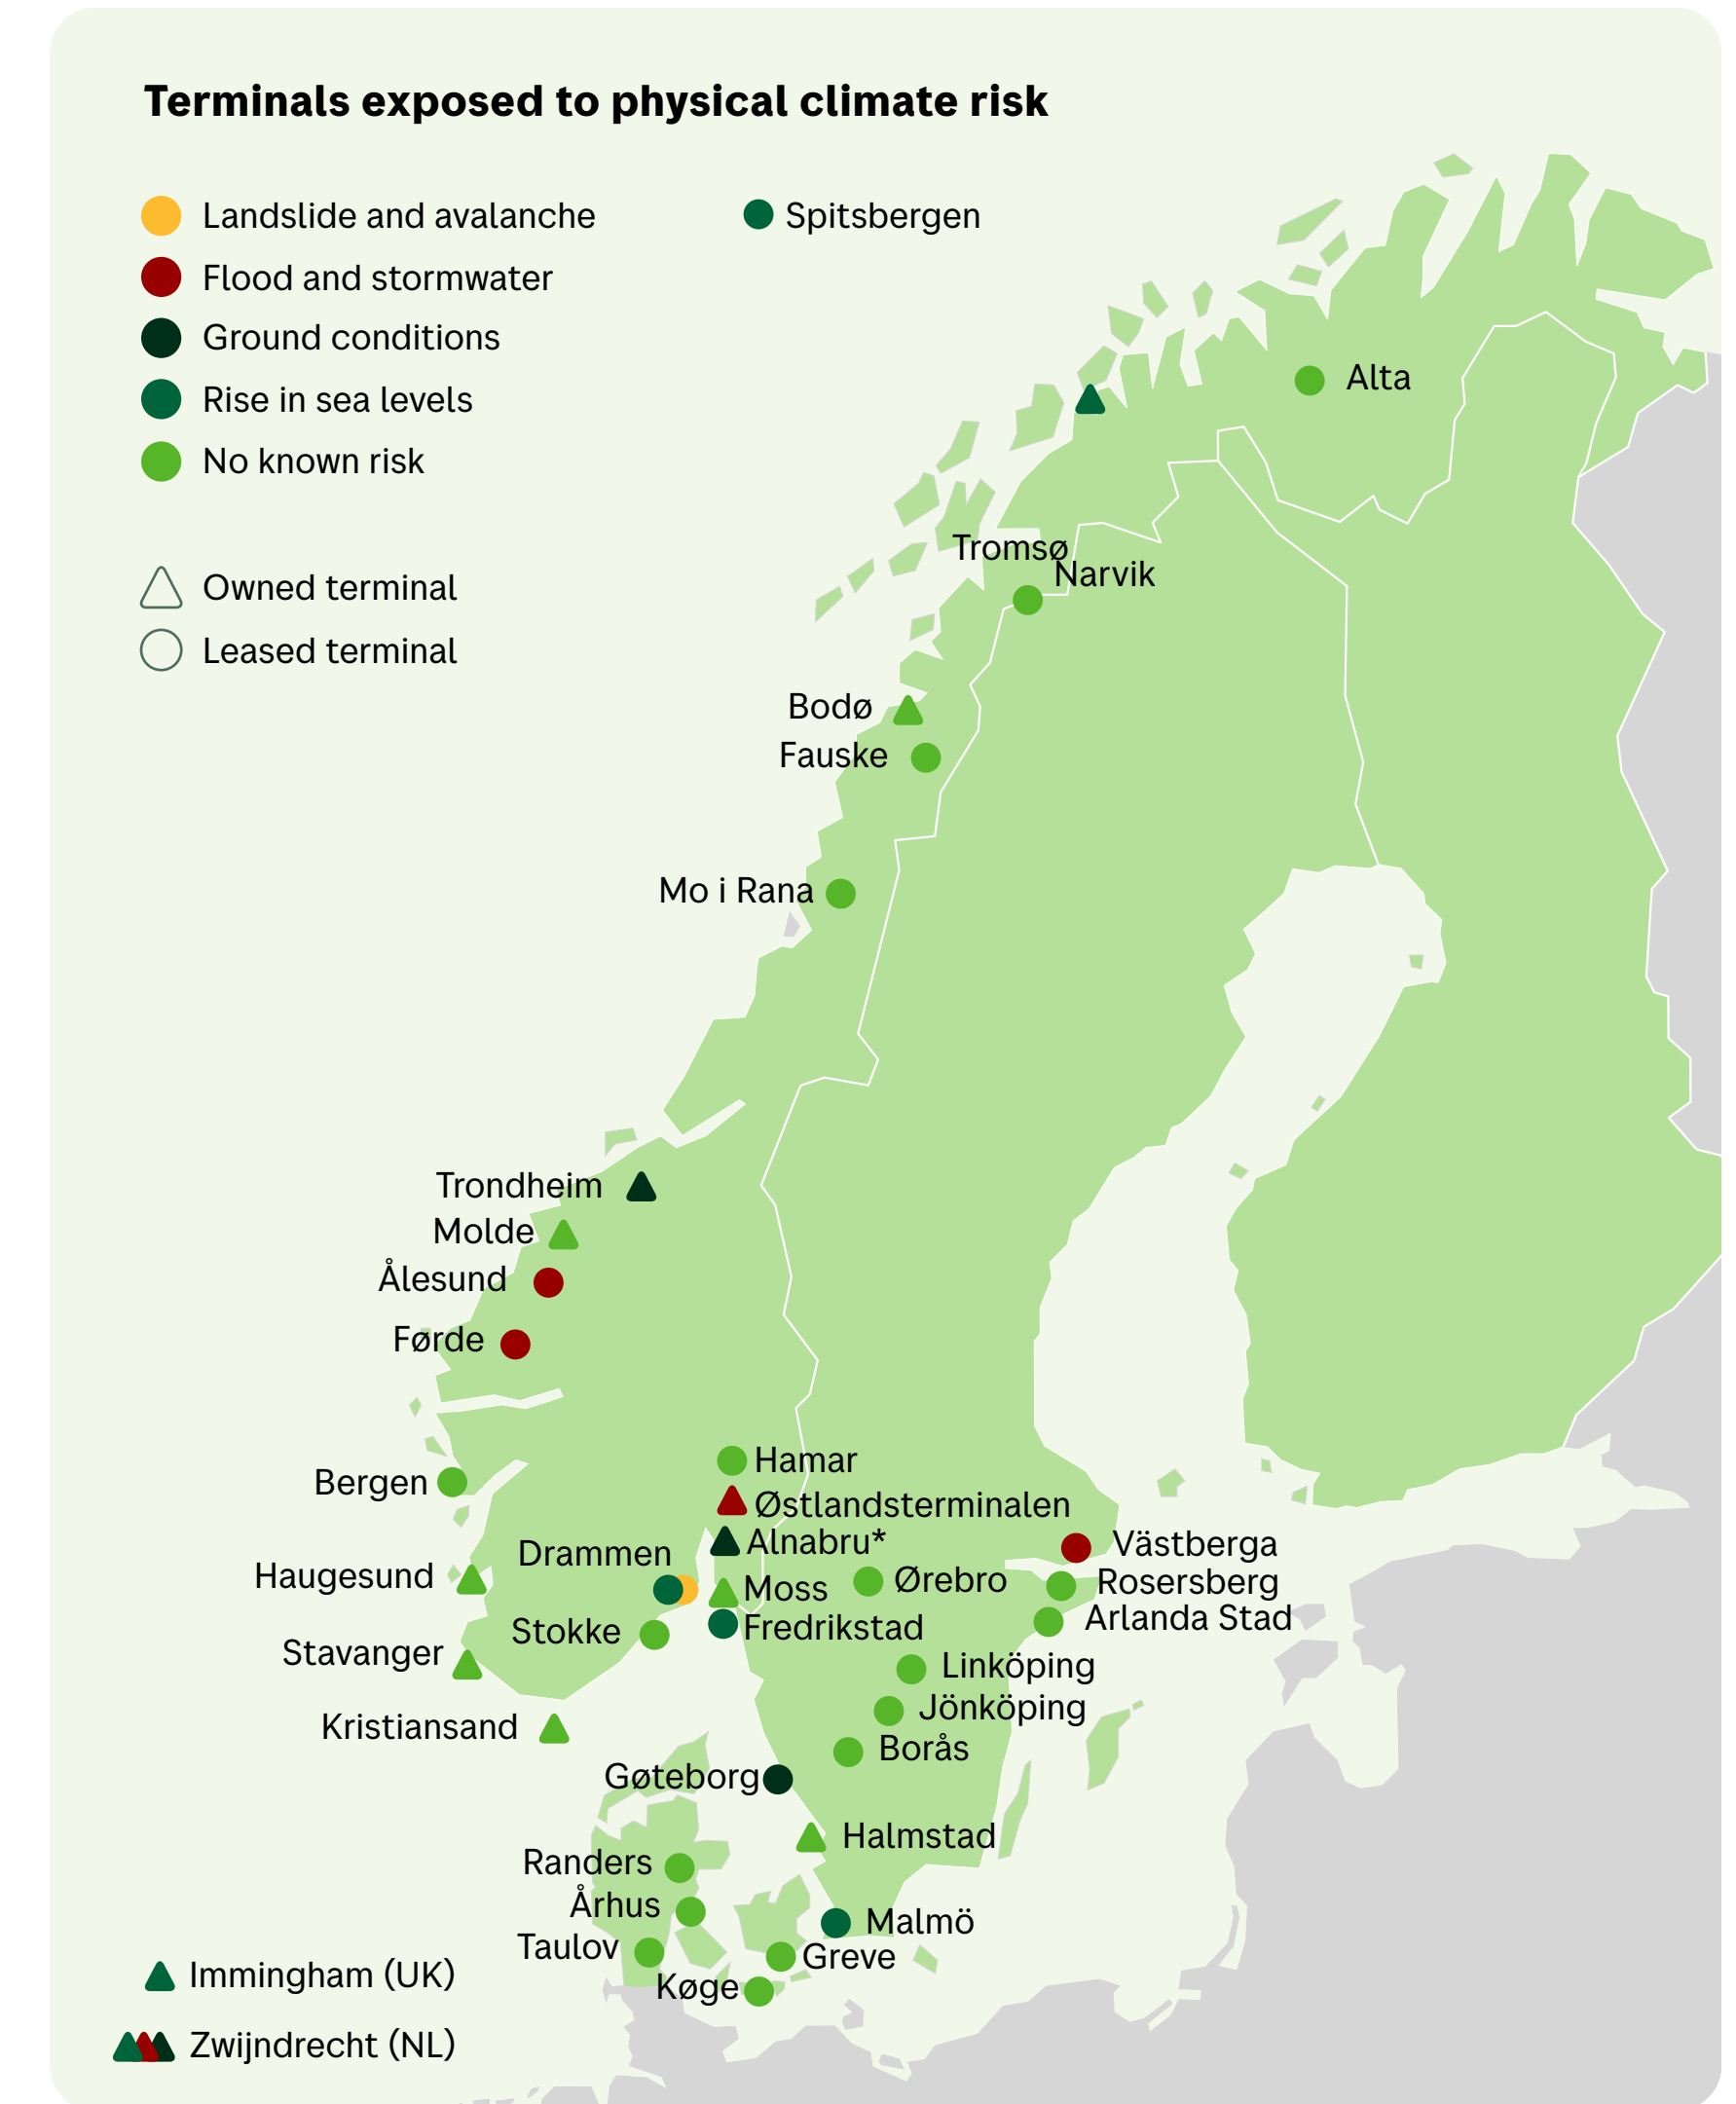 Terminals exposed to physical climate risk
Landslide and avalanche
Flood and stormwater
Ground conditions
Rise in sea levels
No known risk
Owned terminal
Leased terminal
Spitsbergen
Alta
Tromsø
Narvik
Bodø
Fauske
Mo i Rana
Trondheim
Molde
Ålesund
Førde
Bergen
Hamar
Østlandsterminalen
Alnabru*
Drammen
Västberga
Haugesund
Moss
Ørebro
Rosersberg
Stokke
Fredrikstad
Arlanda Stad
Stavanger
Linköping
Jönköping
Kristiansand
Borås
Gøteborg
Halmstad
Randers
Århus
Malmö
Taulov
Greve
Køge
Immingham (UK)
Zwijndrecht (NL)